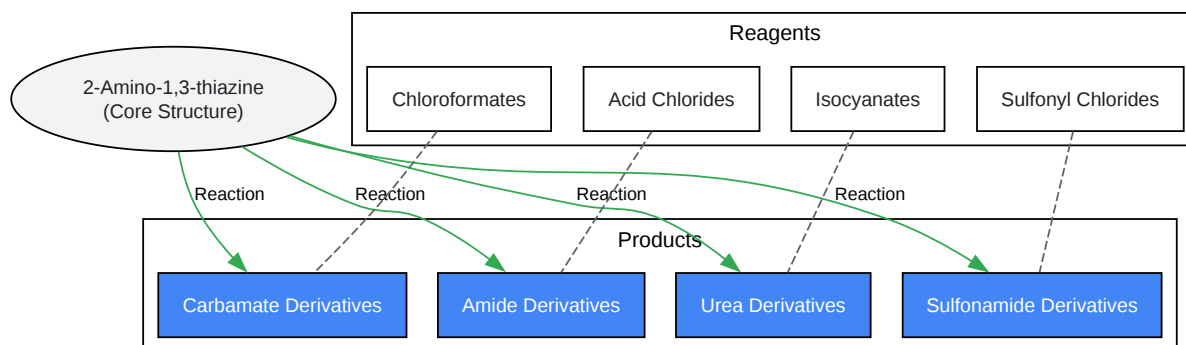 Reagents
2-Amino-1,3-thiazine
(Core Structure)
Chloroformates
Acid Chlorides
Isocyanates
Sulfonyl Chlorides
Reaction
Reaction
Reaction
Reaction
Products
Carbamate Derivatives
Amide Derivatives
Urea Derivatives
Sulfonamide Derivatives